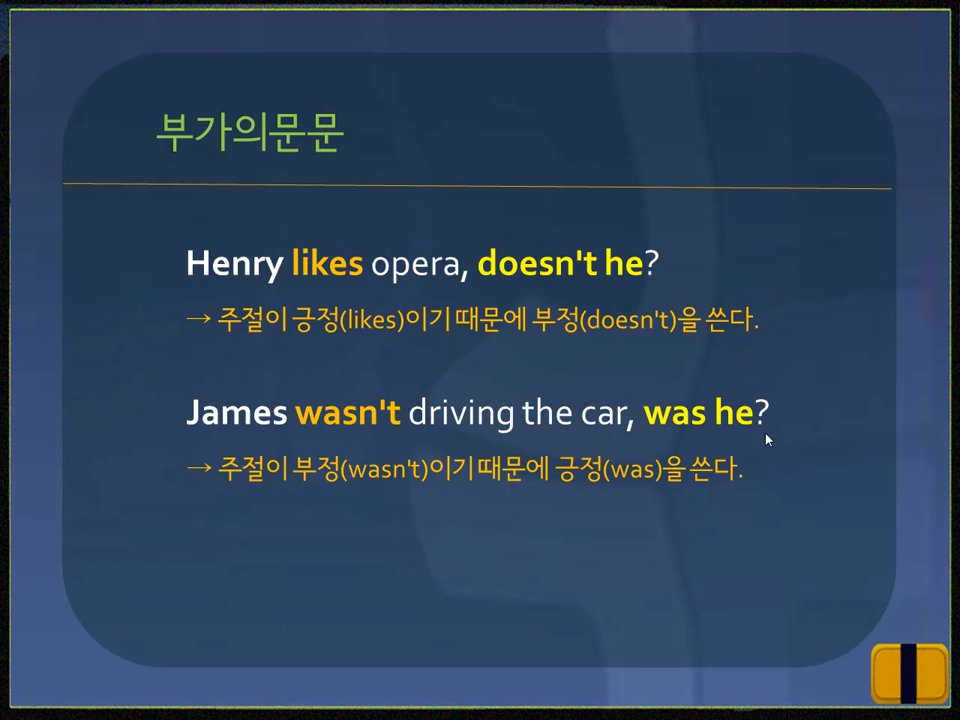 부가의문문
Henry likes opera, doesn't he?
→ 주절이 긍정(likes)이기 때문에 부정(doesn't)을 쓴다.
James wasn't driving the car, was he?
→ 주절이 부정(wasn't)이기 때문에 긍정(was)을 쓴다.